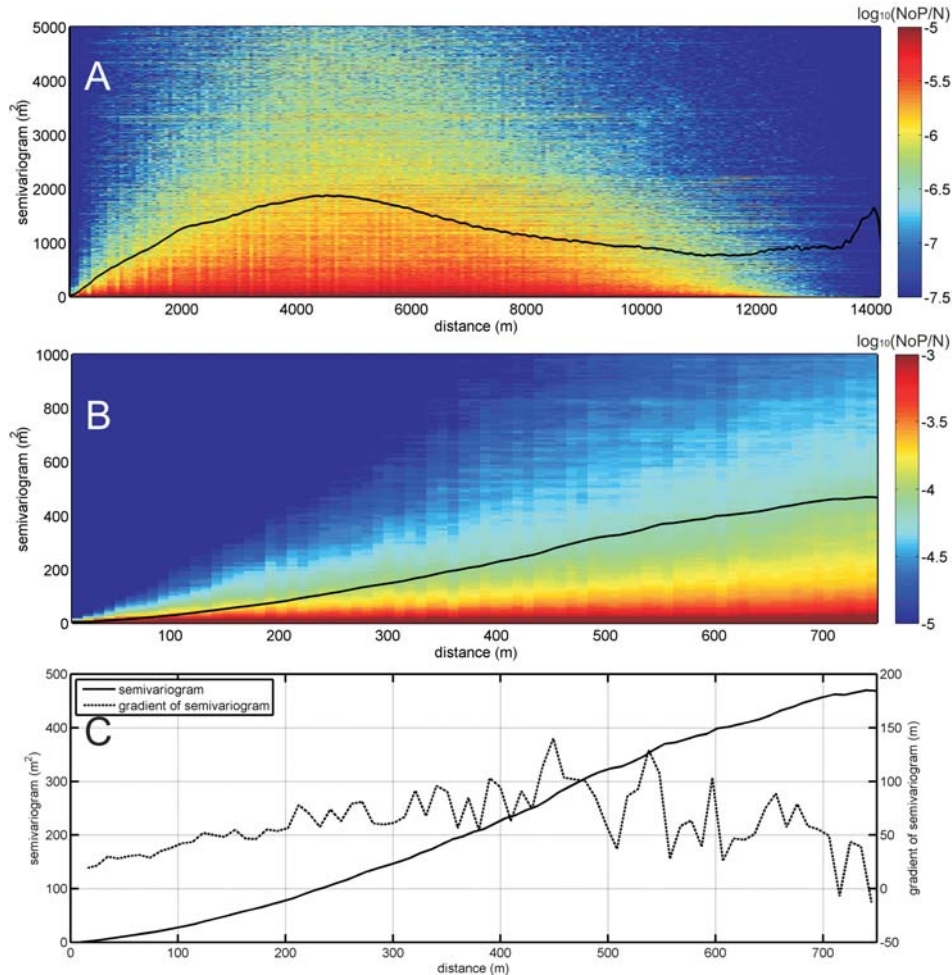 log₁₀(NoP/N)
A
semivariogram (m²)
5000
4000
3000
2000
1000
0
2000 4000 6000 8000 10000 12000 14000
distance (m)
-5
-5.5
-6
-6.5
-7
-7.5
log₁₀(NoP/N)
B
semivariogram (m²)
1000
800
600
400
200
0
100 200 300 400 500 600 700
distance (m)
-3
-3.5
-4
-4.5
-5
semivariogram
gradient of semivariogram
C
semivariogram (m²)
500
400
300
200
100
0
0 100 200 300 400 500 600 700
distance (m)
200
150
100
50
0
-50
gradient of semivariogram (m)